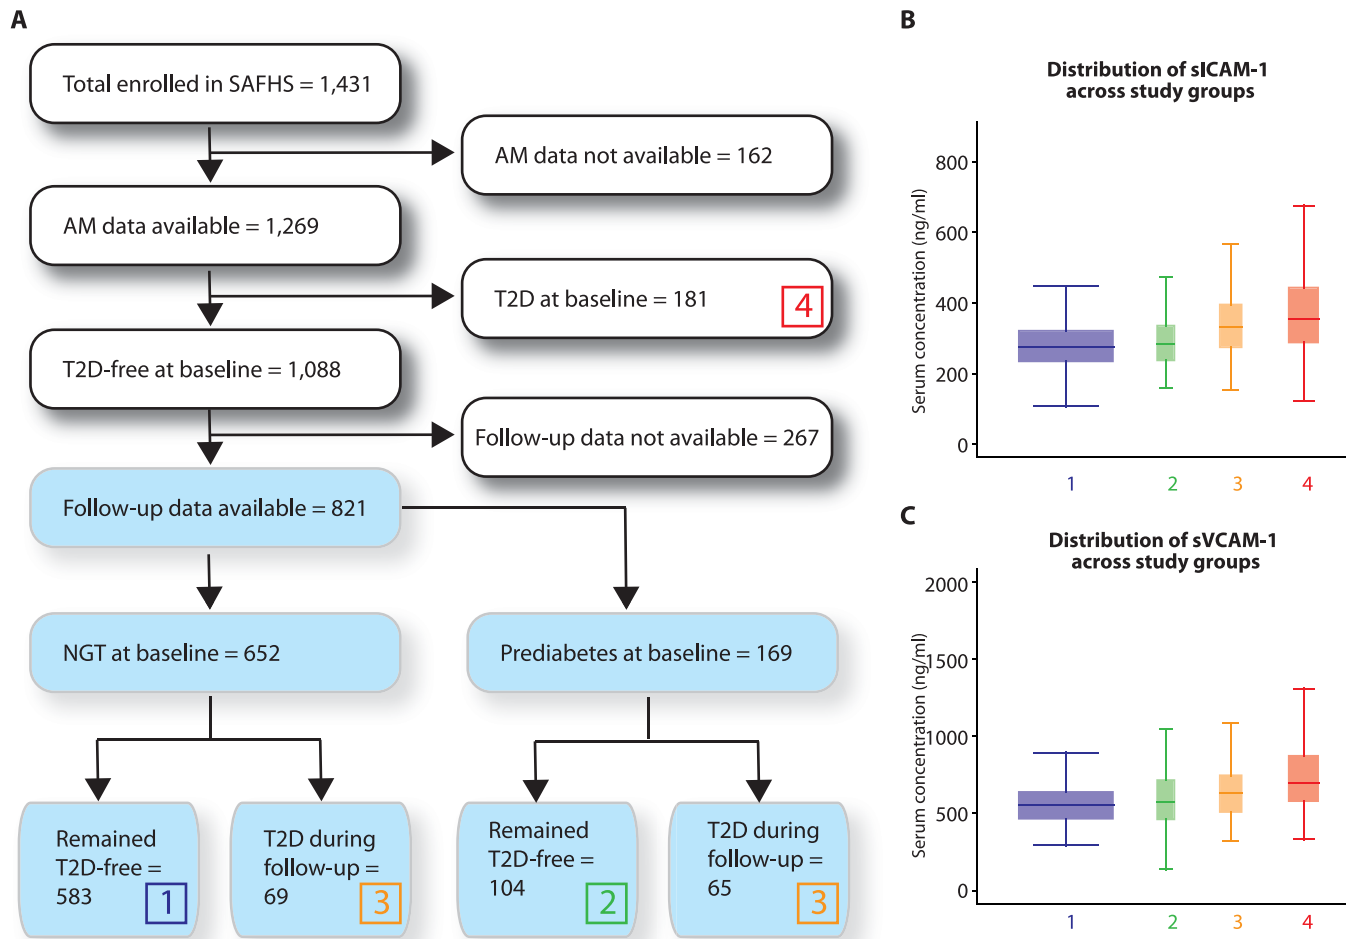 A
Total enrolled in SAFHS = 1,431
AM data not available = 162
AM data available = 1,269
T2D at baseline = 181
4
T2D-free at baseline = 1,088
Follow-up data not available = 267
Follow-up data available = 821
NGT at baseline = 652
Prediabetes at baseline = 169
Remained
T2D-free =
583
1
T2D during
follow-up =
69
3
Remained
T2D-free =
104
2
T2D during
follow-up =
65
3
B
Distribution of sICAM-1
across study groups
Serum concentration (ng/ml)
800
600
400
200
0
1
2
3
4
C
Distribution of sVCAM-1
across study groups
Serum concentration (ng/ml)
2000
1500
1000
500
0
1
2
3
4